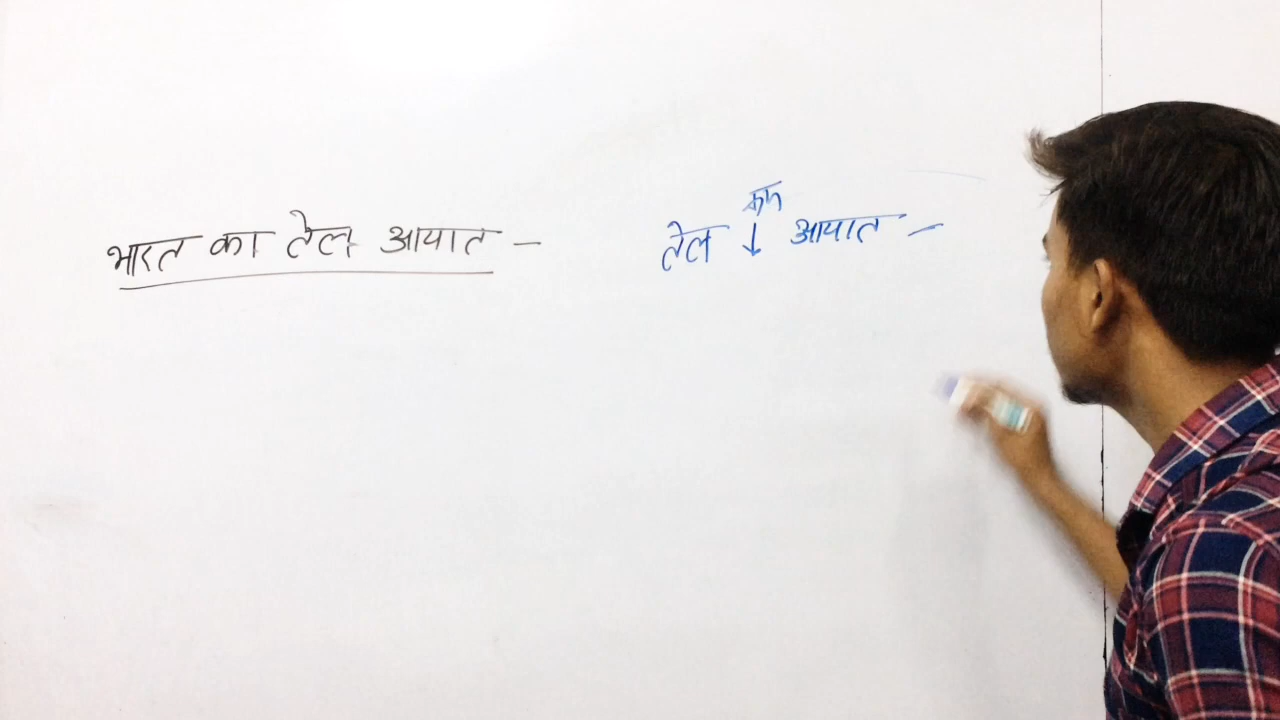 भारत का तेल आयात –
कम
तेल ↓ आयात –